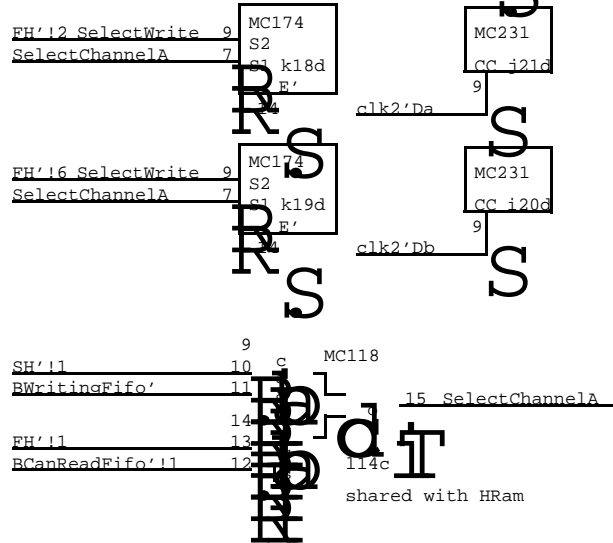 MC174
MC231
FH'!2 SelectWrite 9
S2
SelectChannelA 7
S1 k18d
CC j21d
E'
9
14
clk2'Da
R
S
R
.S
MC174
MC231
FH'!6 SelectWrite 9
S2
SelectChannelA 7
S1 k19d
CC i20d
E'
9
14
clk2'Db
R
S
R
.S
9
MC118
SH'!1 10
c
BWritingFifo' 11
15 SelectChannelA
14
d
T
FH'!1 13
BCanReadFifo'!1 12
l14c
shared with HRam